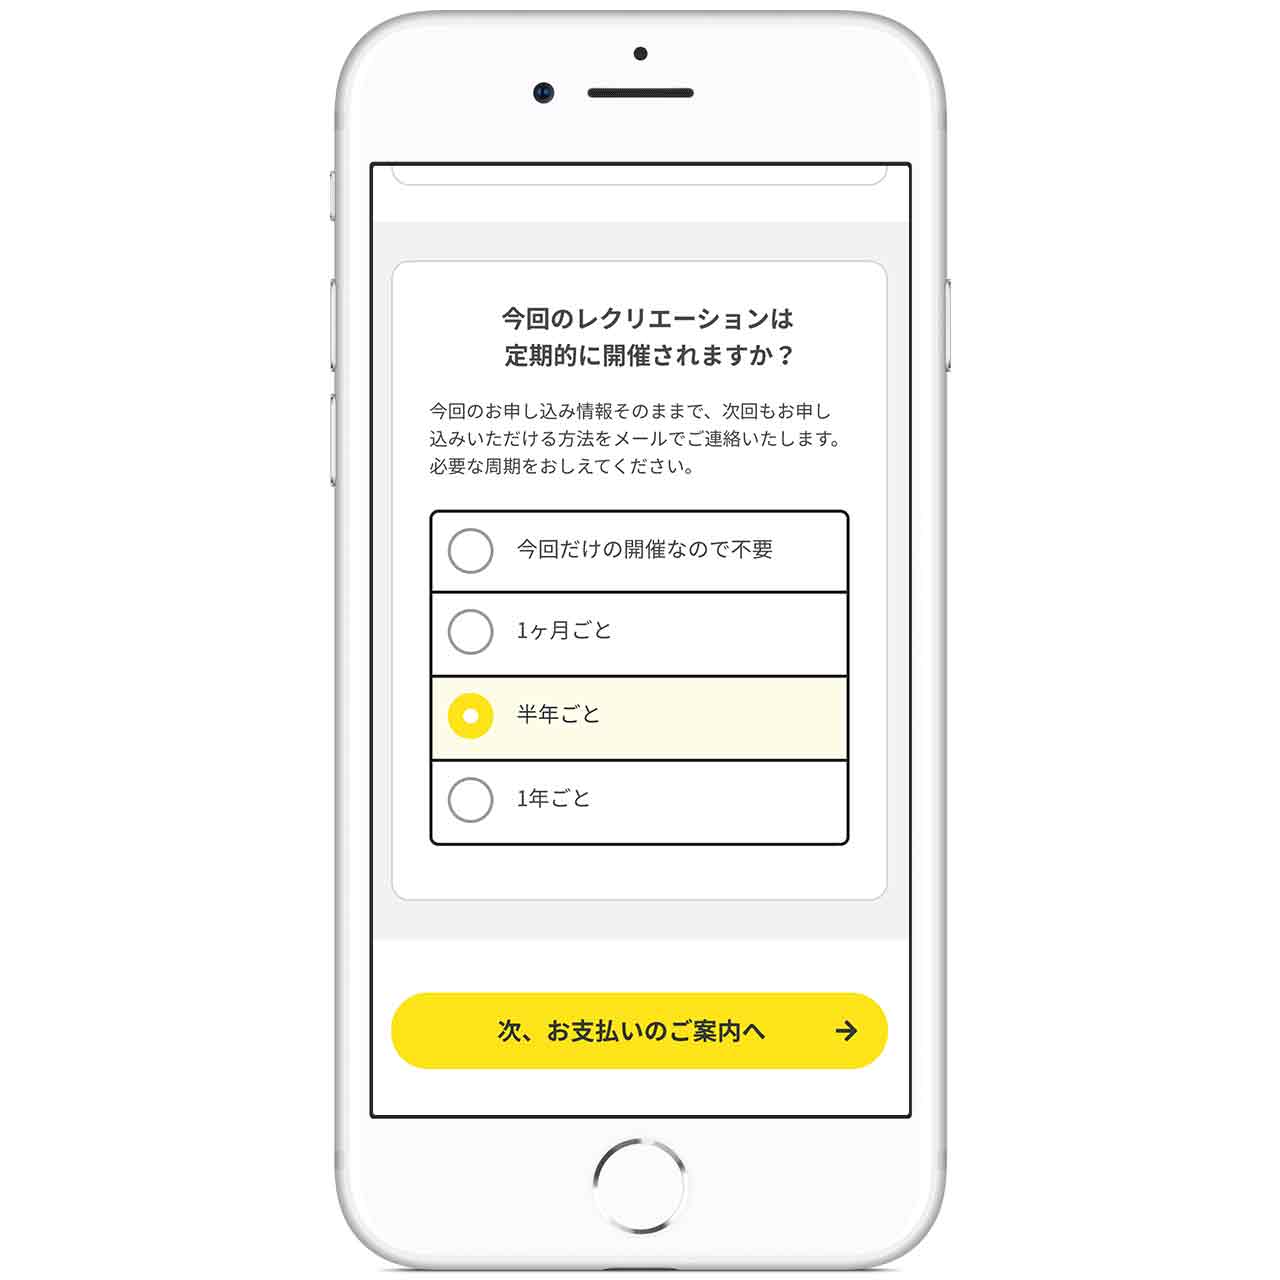 今回のレクリエーションは
定期的に開催されますか？
今回のお申し込み情報そのままで、次回もお申し
込みいただける方法をメールでご連絡いたします。
必要な周期をおしえてください。
今回だけの開催なので不要
1ヶ月ごと
半年ごと
1年ごと
次、お支払いのご案内へ